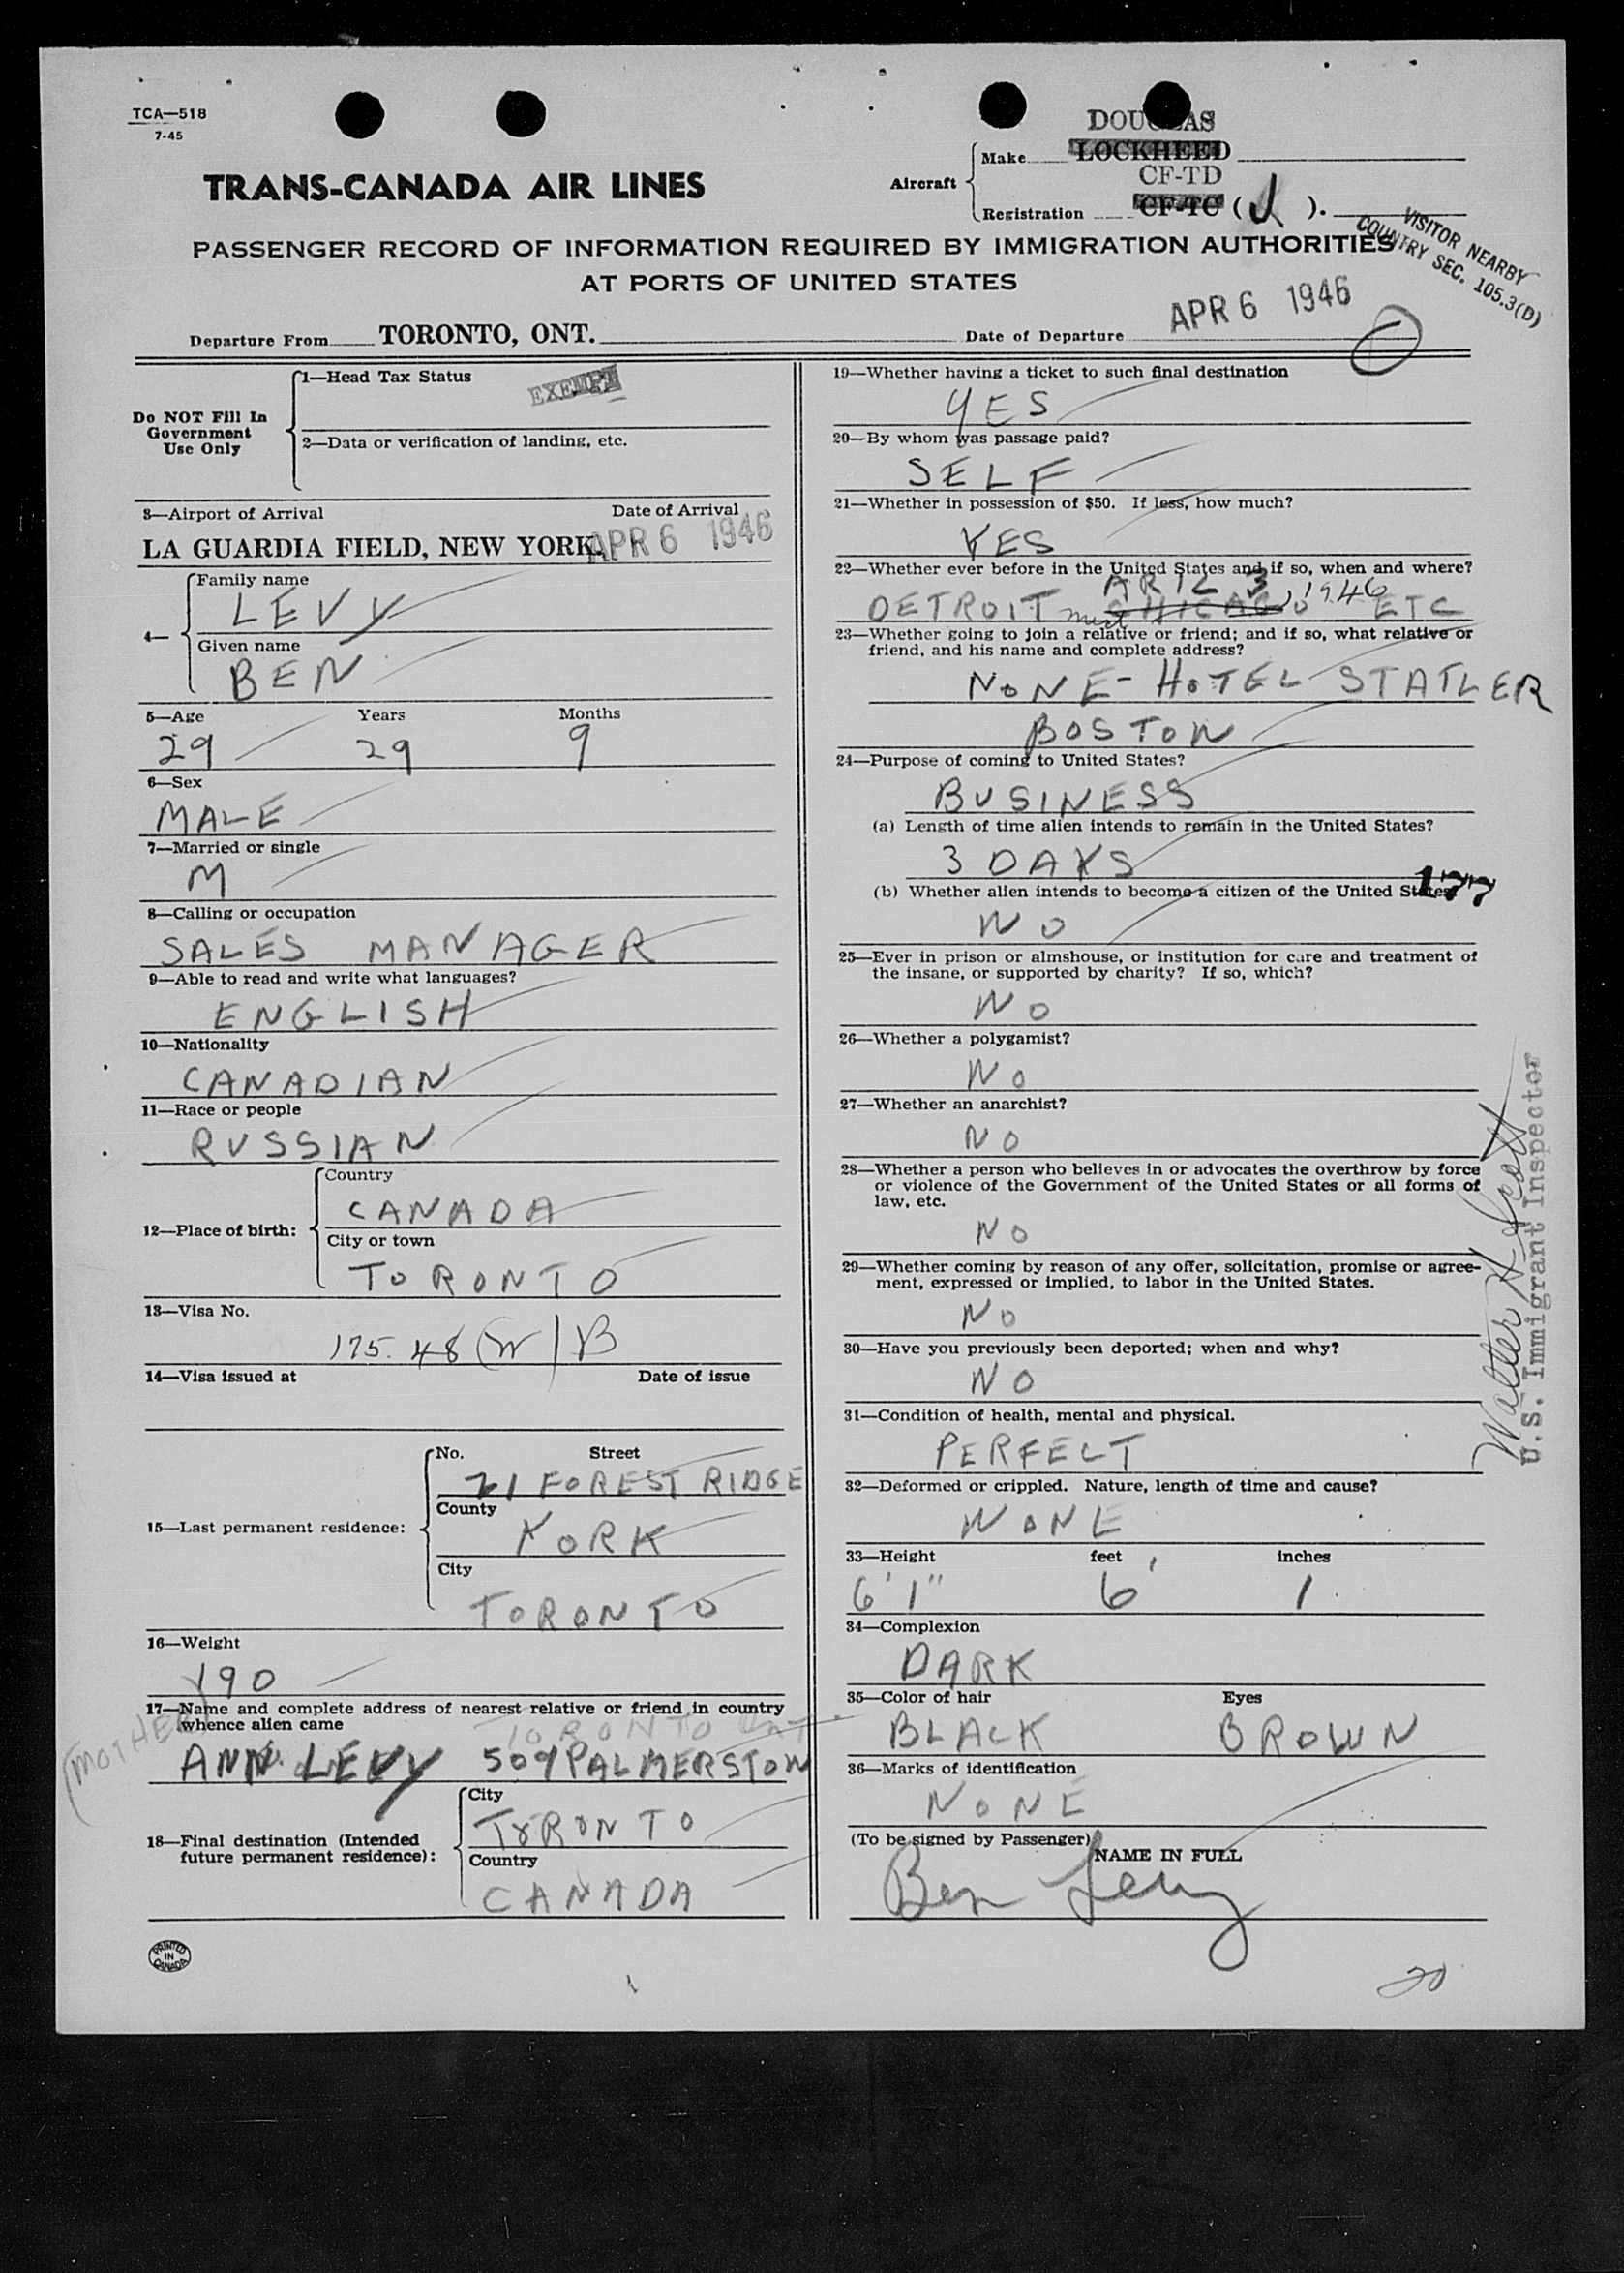 TCA—518
7-45
TRANS-CANADA AIR LINES
Aircraft
DOUGLAS
Make LOCKHEED
CF-TD
Registration CF-TC ( J ).
VISITOR NEARBY
COUNTRY SEC. 105.3(D)
PASSENGER RECORD OF INFORMATION REQUIRED BY IMMIGRATION AUTHORITIES
AT PORTS OF UNITED STATES
Departure From TORONTO, ONT.
Date of Departure APR 6 1946
Do NOT Fill In
Government
Use Only
1—Head Tax Status
EXEMPT
2—Data or verification of landing, etc.
3—Airport of Arrival Date of Arrival
LA GUARDIA FIELD, NEW YORK. APR 6 1946
4—
Family name
LEVY
Given name
BEN
5—Age Years Months
29 29 9
6—Sex
MALE
7—Married or single
M
8—Calling or occupation
SALES MANAGER
9—Able to read and write what languages?
ENGLISH
10—Nationality
CANADIAN
11—Race or people
RUSSIAN
12—Place of birth:
Country
CANADA
City or town
TORONTO
13—Visa No.
175.48 (W) B
14—Visa issued at Date of issue
15—Last permanent residence:
No. Street
21 FOREST RIDGE
County
YORK
City
TORONTO
16—Weight
190
17—Name and complete address of nearest relative or friend in country
whence alien came
TORONTO ONT.
(MOTHER)
ANN LEVY 509 PALMERSTON
18—Final destination (Intended
future permanent residence):
City
TORONTO
Country
CANADA
PRINTED
IN
CANADA
19—Whether having a ticket to such final destination
YES
20—By whom was passage paid?
SELF
21—Whether in possession of $50. If less, how much?
YES
22—Whether ever before in the United States and if so, when and where?
ARIL 3, 1946
DETROIT CHICAGO ETC
23—Whether going to join a relative or friend; and if so, what relative or
friend, and his name and complete address?
NONE - HOTEL STATLER
BOSTON
24—Purpose of coming to United States?
BUSINESS
(a) Length of time alien intends to remain in the United States?
3 DAYS
(b) Whether alien intends to become a citizen of the United States
177
NO
25—Ever in prison or almshouse, or institution for care and treatment of
the insane, or supported by charity? If so, which?
NO
26—Whether a polygamist?
NO
27—Whether an anarchist?
NO
28—Whether a person who believes in or advocates the overthrow by force
or violence of the Government of the United States or all forms of
law, etc.
NO
29—Whether coming by reason of any offer, solicitation, promise or agree-
ment, expressed or implied, to labor in the United States.
NO
30—Have you previously been deported; when and why?
NO
31—Condition of health, mental and physical.
PERFECT
32—Deformed or crippled. Nature, length of time and cause?
NONE
33—Height feet inches
6'1" 6' 1
34—Complexion
DARK
35—Color of hair Eyes
BLACK BROWN
36—Marks of identification
NONE
(To be signed by Passenger)
NAME IN FULL
Ben Levy
20
Walter H Scott
U.S. Immigrant Inspector